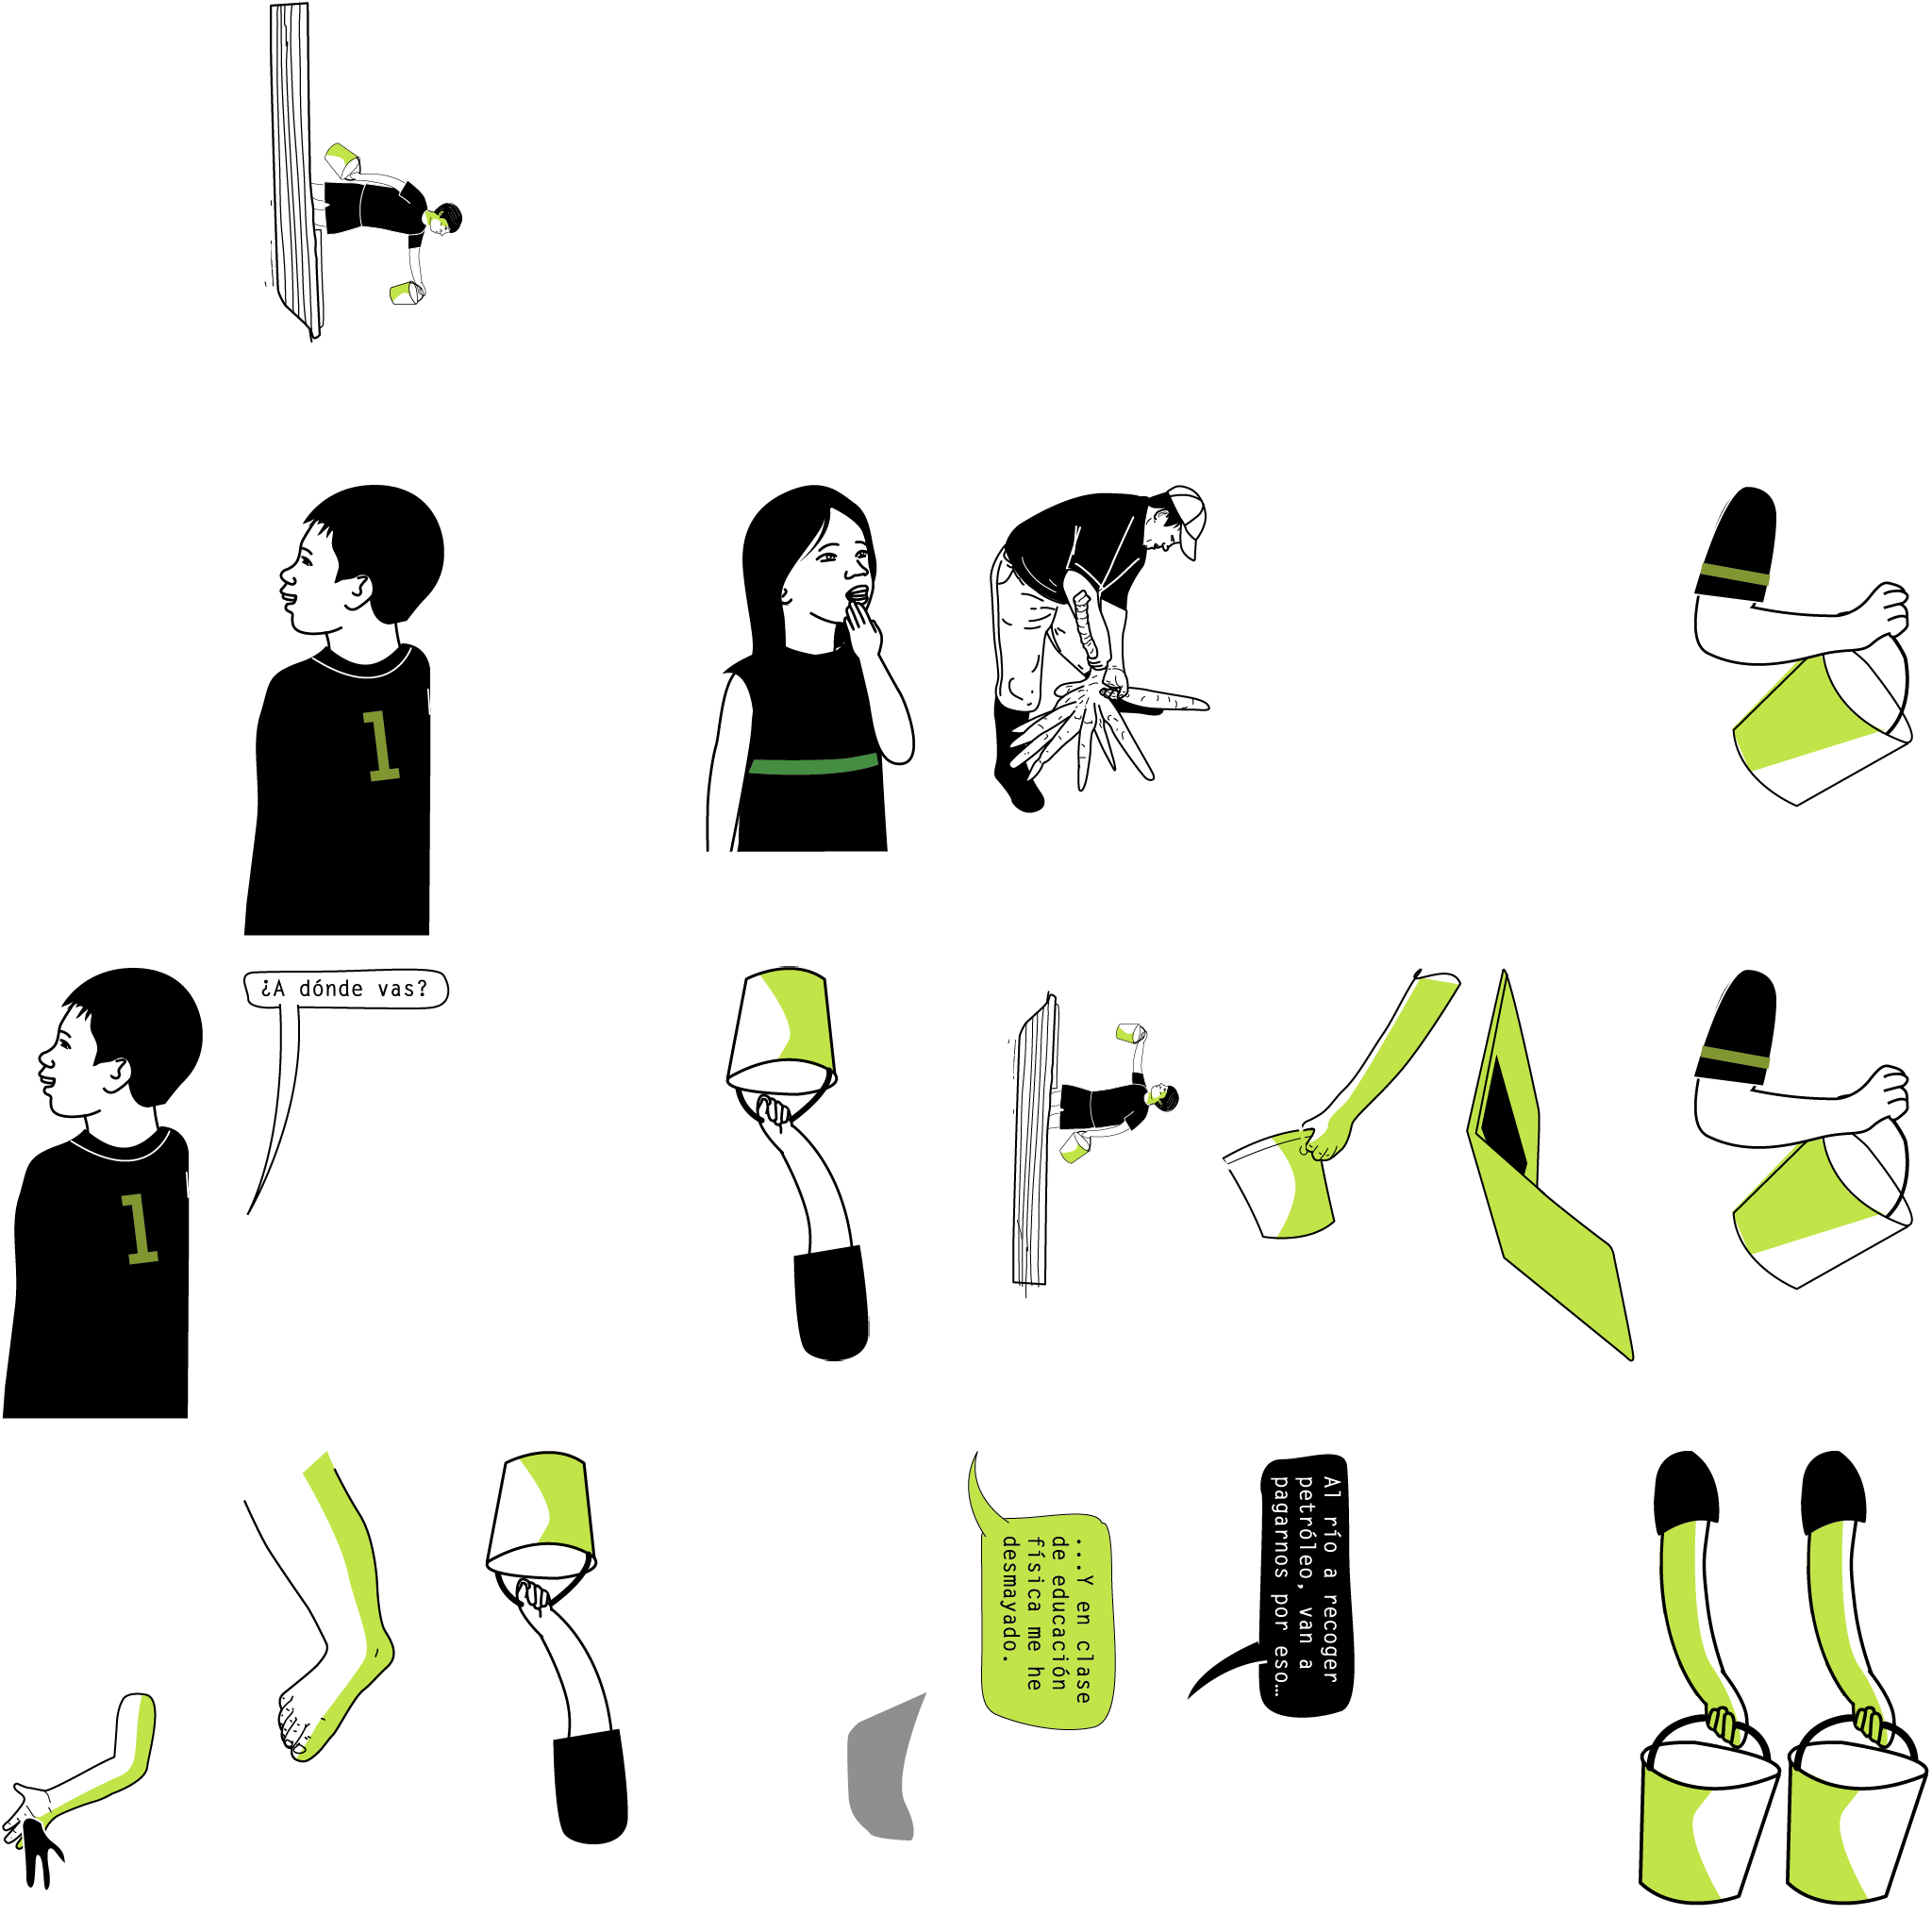 1
¿A dónde vas?
1
...Y en clase
de educación
física me he
desmayado.
Al río a recoger
petróleo, van a
pagarnos por eso...